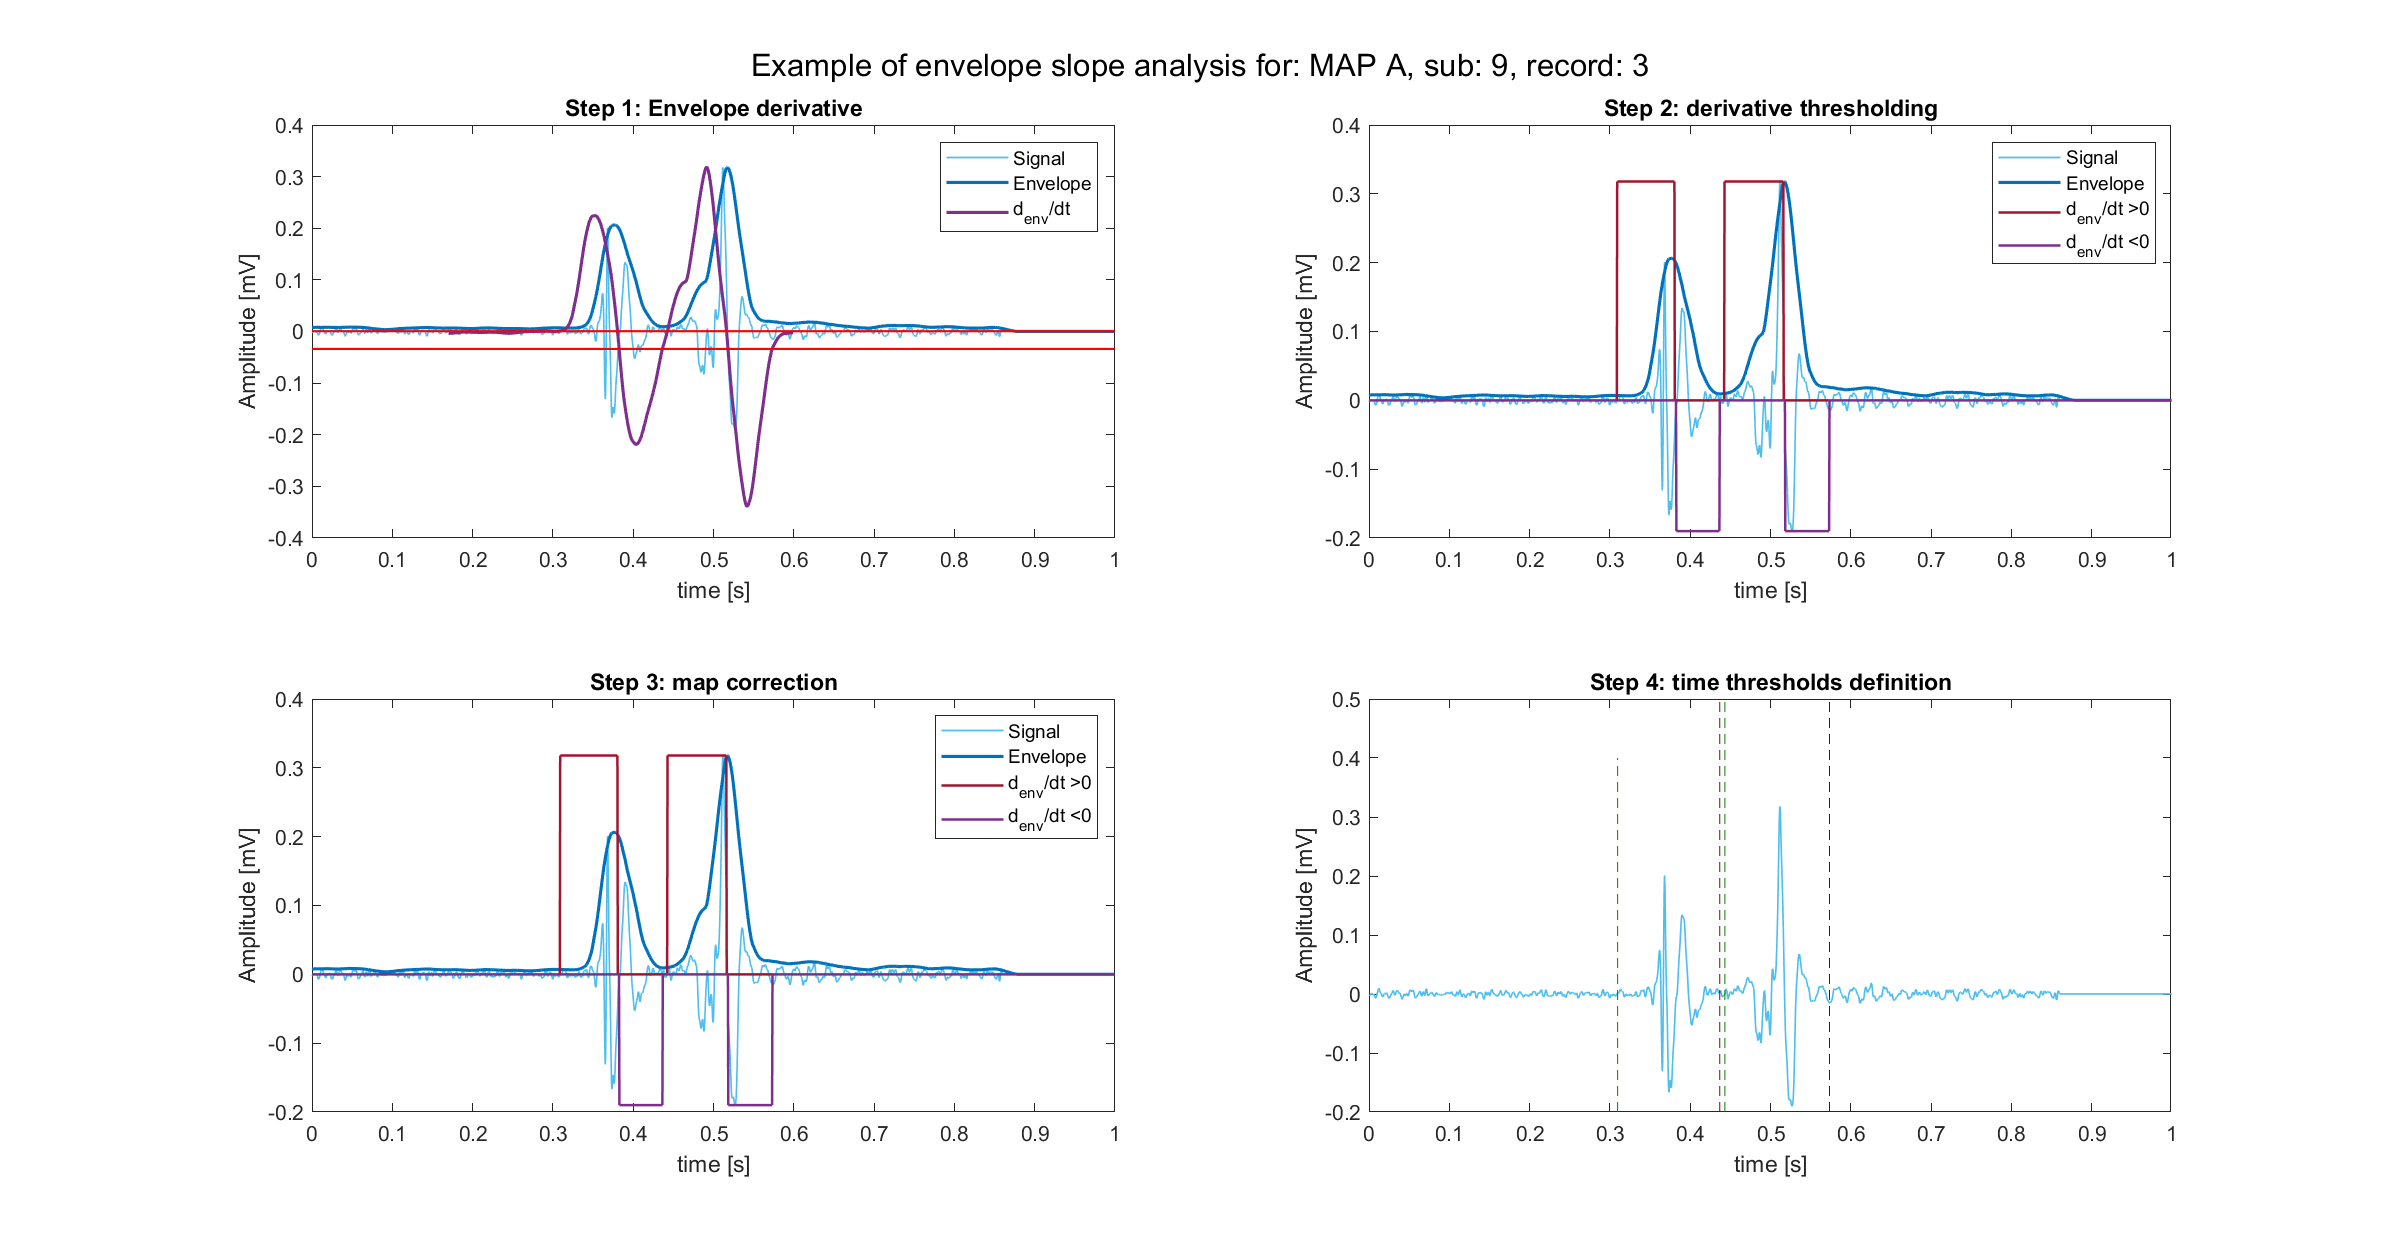 Example of envelope slope analysis for: MAP A, sub: 9, record: 3
Step 1: Envelope derivative
0.4
0.3
0.2
0.1
0
-0.1
-0.2
-0.3
-0.4
Amplitude [mV]
0 0.1 0.2 0.3 0.4 0.5 0.6 0.7 0.8 0.9 1
time [s]
Signal
Envelope
d_env/dt
Step 2: derivative thresholding
0.4
0.3
0.2
0.1
0
-0.1
-0.2
Amplitude [mV]
0 0.1 0.2 0.3 0.4 0.5 0.6 0.7 0.8 0.9 1
time [s]
Signal
Envelope
d_env/dt >0
d_env/dt <0
Step 3: map correction
0.4
0.3
0.2
0.1
0
-0.1
-0.2
Amplitude [mV]
0 0.1 0.2 0.3 0.4 0.5 0.6 0.7 0.8 0.9 1
time [s]
Signal
Envelope
d_env/dt >0
d_env/dt <0
Step 4: time thresholds definition
0.5
0.4
0.3
0.2
0.1
0
-0.1
-0.2
Amplitude [mV]
0 0.1 0.2 0.3 0.4 0.5 0.6 0.7 0.8 0.9 1
time [s]